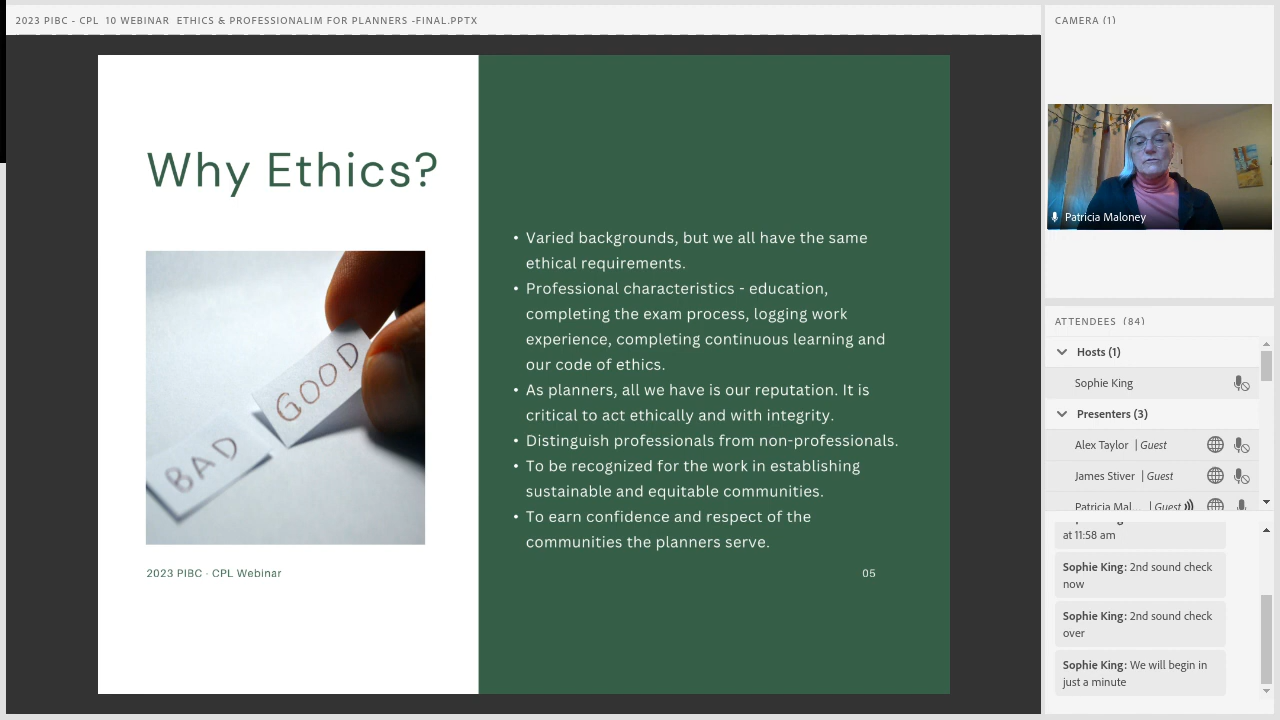 2023 PIBC - CPL 10 WEBINAR ETHICS & PROFESSIONALIM FOR PLANNERS -FINAL.PPTX
Why Ethics?
BAD
GOOD
2023 PIBC - CPL Webinar
• Varied backgrounds, but we all have the same
ethical requirements.
• Professional characteristics - education,
completing the exam process, logging work
experience, completing continuous learning and
our code of ethics.
• As planners, all we have is our reputation. It is
critical to act ethically and with integrity.
• Distinguish professionals from non-professionals.
• To be recognized for the work in establishing
sustainable and equitable communities.
• To earn confidence and respect of the
communities the planners serve.
05
CAMERA (1)
Patricia Maloney
ATTENDEES (84)
Hosts (1)
Sophie King
Presenters (3)
Alex Taylor | Guest
James Stiver | Guest
Patricia Mal... | Guest
at 11:58 am
Sophie King: 2nd sound check
now
Sophie King: 2nd sound check
over
Sophie King: We will begin in
just a minute